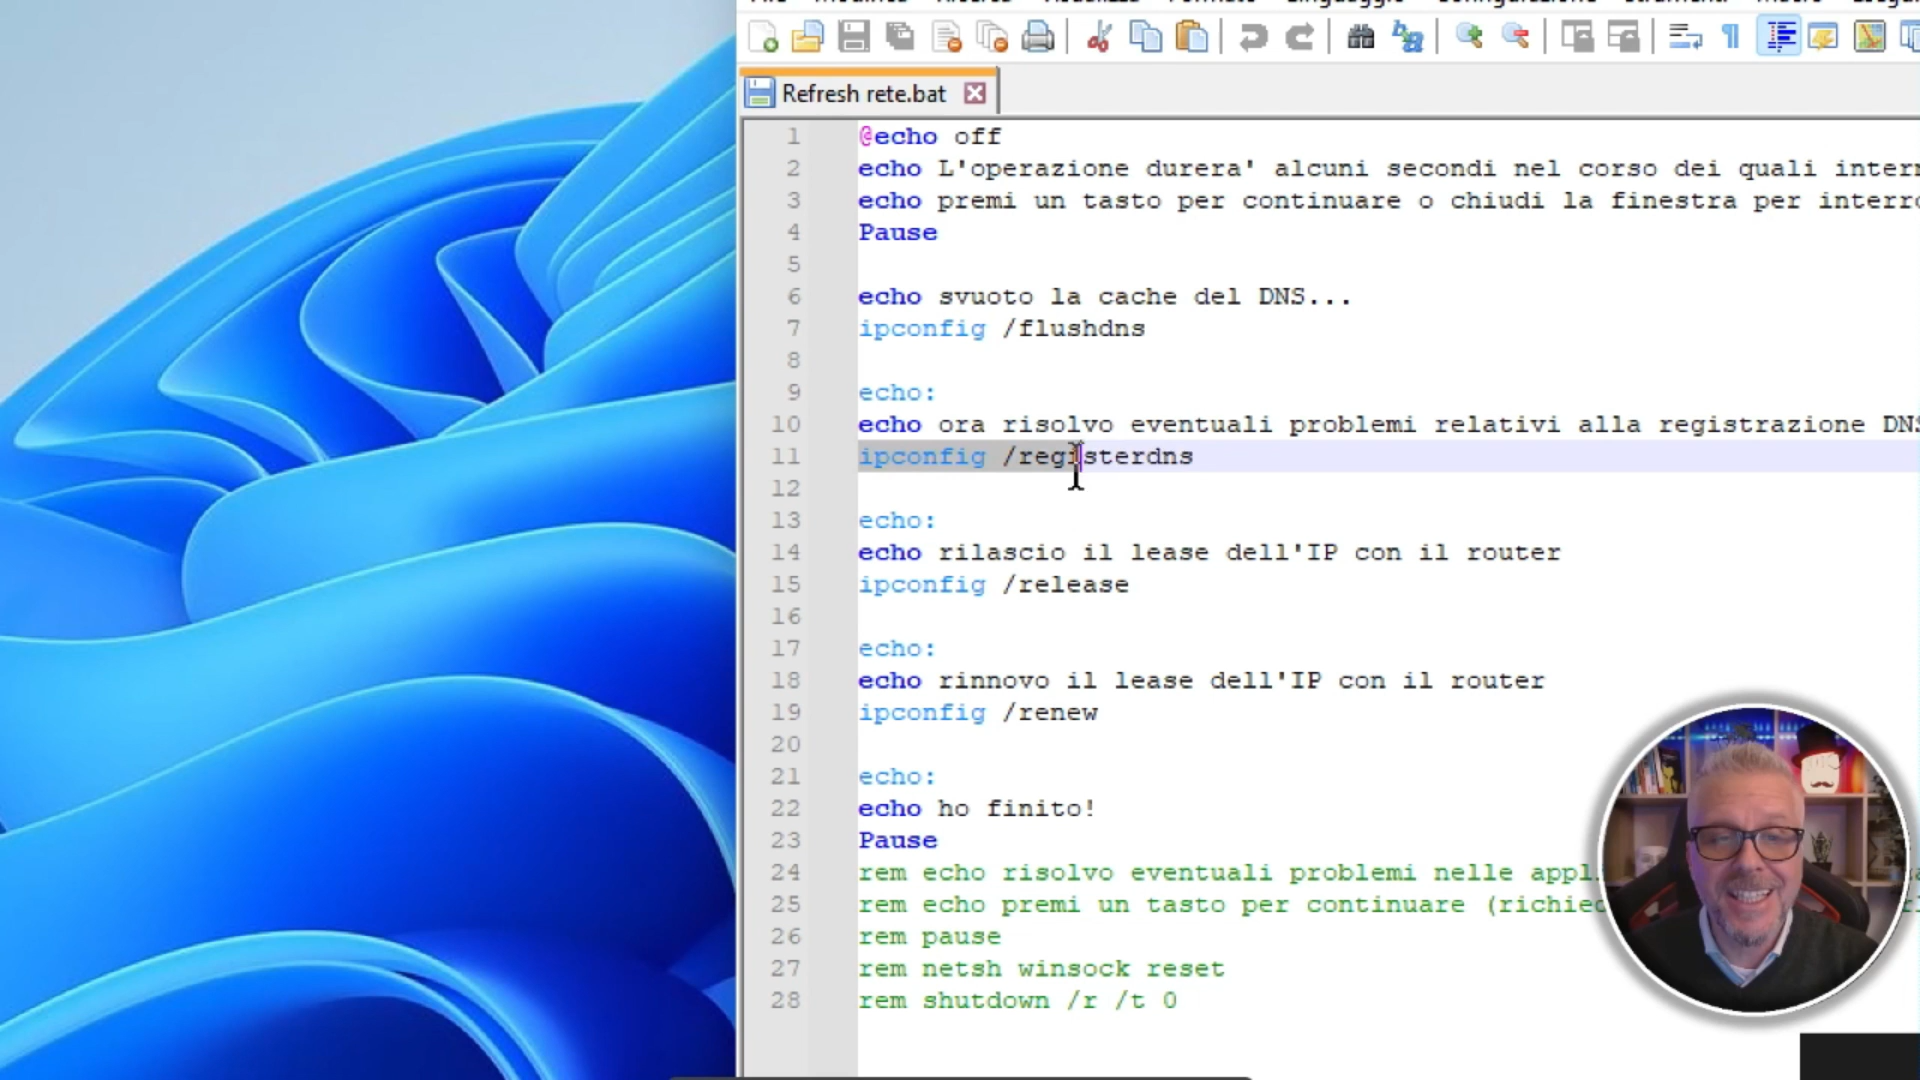 Refresh rete.bat
1 @echo off
2 echo L'operazione durera' alcuni secondi nel corso dei quali
3 echo premi un tasto per continuare o chiudi la finestra per
4 Pause
5
6 echo svuoto la cache del DNS...
7 ipconfig /flushdns
8
9 echo:
10 echo ora risolvo eventuali problemi relativi alla registrazione DNS
11 ipconfig /registerdns
12
13 echo:
14 echo rilascio il lease dell'IP con il router
15 ipconfig /release
16
17 echo:
18 echo rinnovo il lease dell'IP con il router
19 ipconfig /renew
20
21 echo:
22 echo ho finito!
23 Pause
24 rem echo risolvo eventuali problemi nelle
25 rem echo premi un tasto per continuare
26 rem pause
27 rem netsh winsock reset
28 rem shutdown /r /t 0